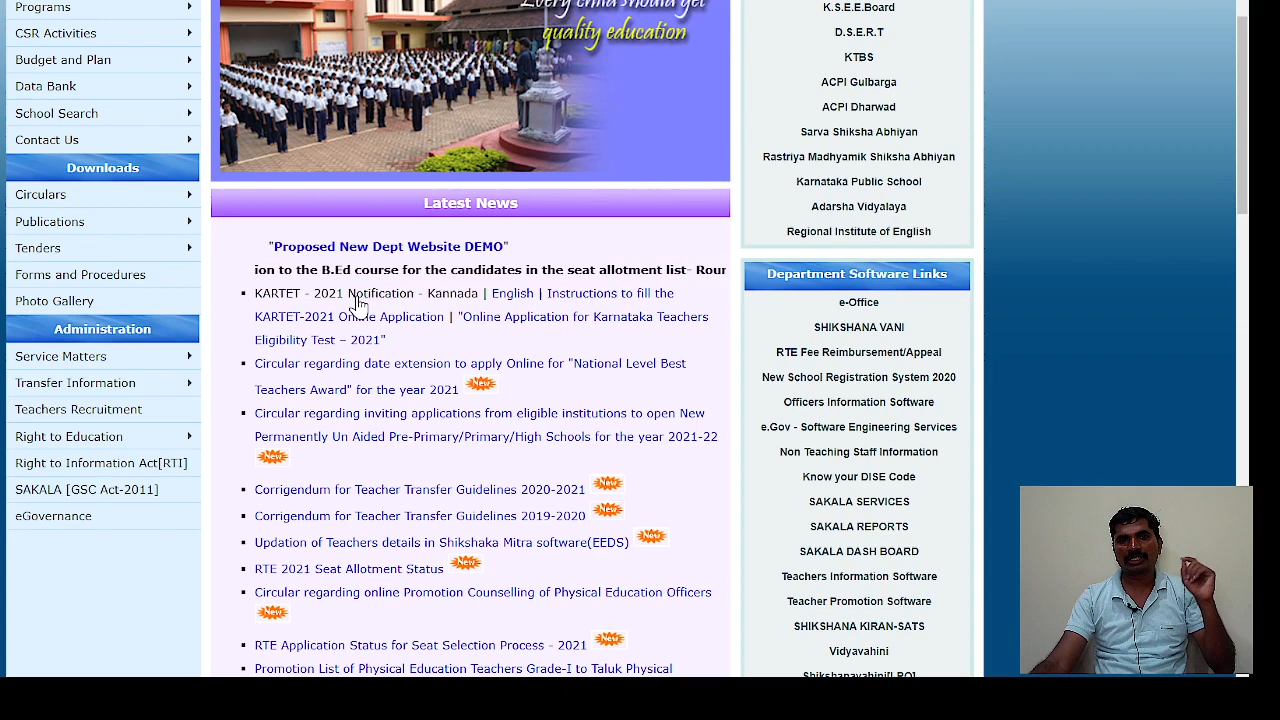 Programs
CSR Activities
Budget and Plan
Data Bank
School Search
Contact Us
Downloads
Circulars
Publications
Tenders
Forms and Procedures
Photo Gallery
Administration
Service Matters
Transfer Information
Teachers Recruitment
Right to Education
Right to Information Act[RTI]
SAKALA [GSC Act-2011]
eGovernance
Every child should get
quality education
Latest News
"Proposed New Dept Website DEMO"
ion to the B.Ed course for the candidates in the seat allotment list- Rour
KARTET - 2021 Notification - Kannada | English | Instructions to fill the
KARTET-2021 Online Application | "Online Application for Karnataka Teachers
Eligibility Test – 2021"
Circular regarding date extension to apply Online for "National Level Best
Teachers Award" for the year 2021 New
Circular regarding inviting applications from eligible institutions to open New
Permanently Un Aided Pre-Primary/Primary/High Schools for the year 2021-22
New
Corrigendum for Teacher Transfer Guidelines 2020-2021 New
Corrigendum for Teacher Transfer Guidelines 2019-2020 New
Updation of Teachers details in Shikshaka Mitra software(EEDS) New
RTE 2021 Seat Allotment Status New
Circular regarding online Promotion Counselling of Physical Education Officers
New
RTE Application Status for Seat Selection Process - 2021 New
Promotion List of Physical Education Teachers Grade-I to Taluk Physical
K.S.E.E.Board
D.S.E.R.T
KTBS
ACPI Gulbarga
ACPI Dharwad
Sarva Shiksha Abhiyan
Rastriya Madhyamik Shiksha Abhiyan
Karnataka Public School
Adarsha Vidyalaya
Regional Institute of English
Department Software Links
e-Office
SHIKSHANA VANI
RTE Fee Reimbursement/Appeal
New School Registration System 2020
Officers Information Software
e.Gov - Software Engineering Services
Non Teaching Staff Information
Know your DISE Code
SAKALA SERVICES
SAKALA REPORTS
SAKALA DASH BOARD
Teachers Information Software
Teacher Promotion Software
SHIKSHANA KIRAN-SATS
Vidyavahini